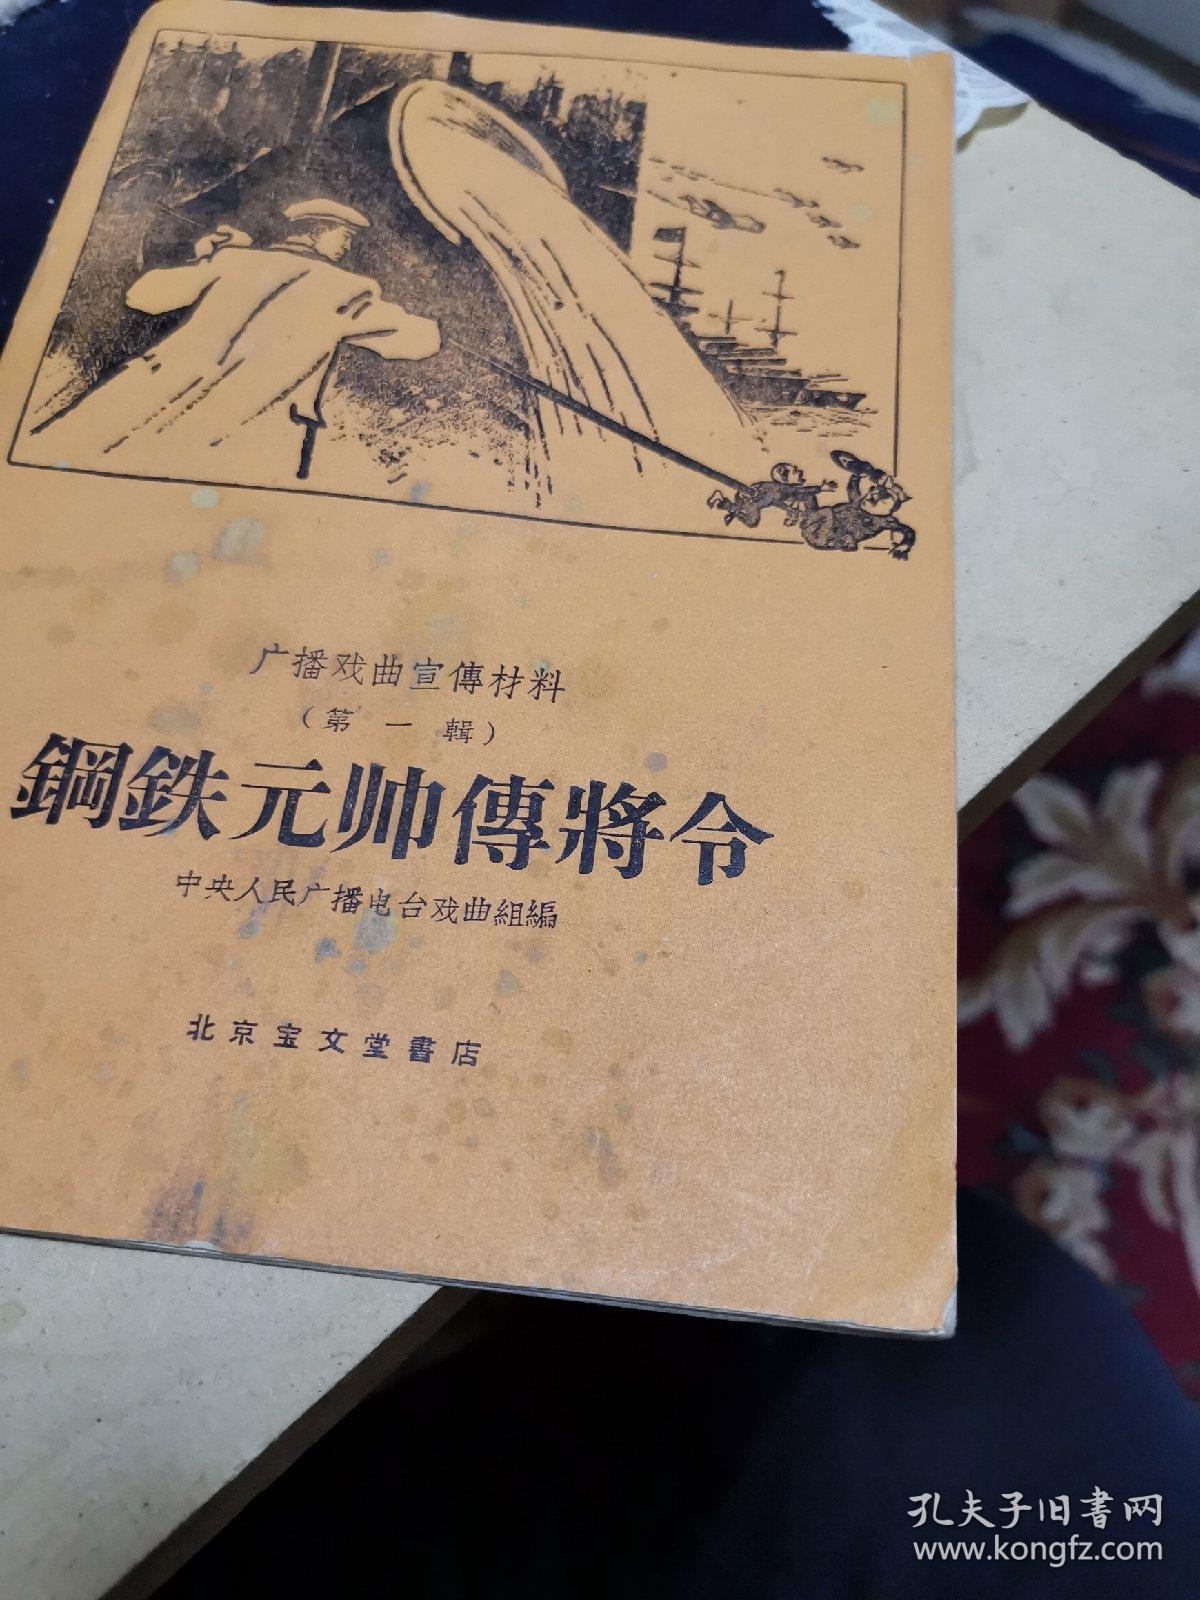 广播戏曲宣傳材料
（第一輯）
鋼鉄元帅傳將令
中央人民广播电台戏曲組編
北京宝文堂書店
孔夫子旧書网
www.kongfz.com